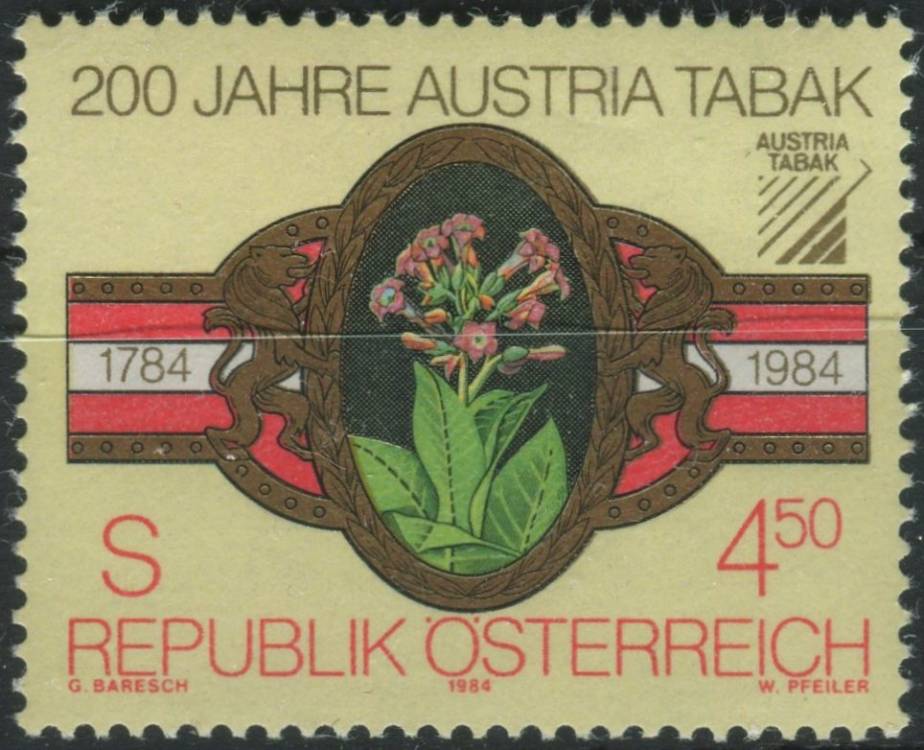 200 JAHRE AUSTRIA TABAK
AUSTRIA
TABAK
1784
1984
S 4 50
REPUBLIK ÖSTERREICH
G. BARESCH 1984 W. PFEILER